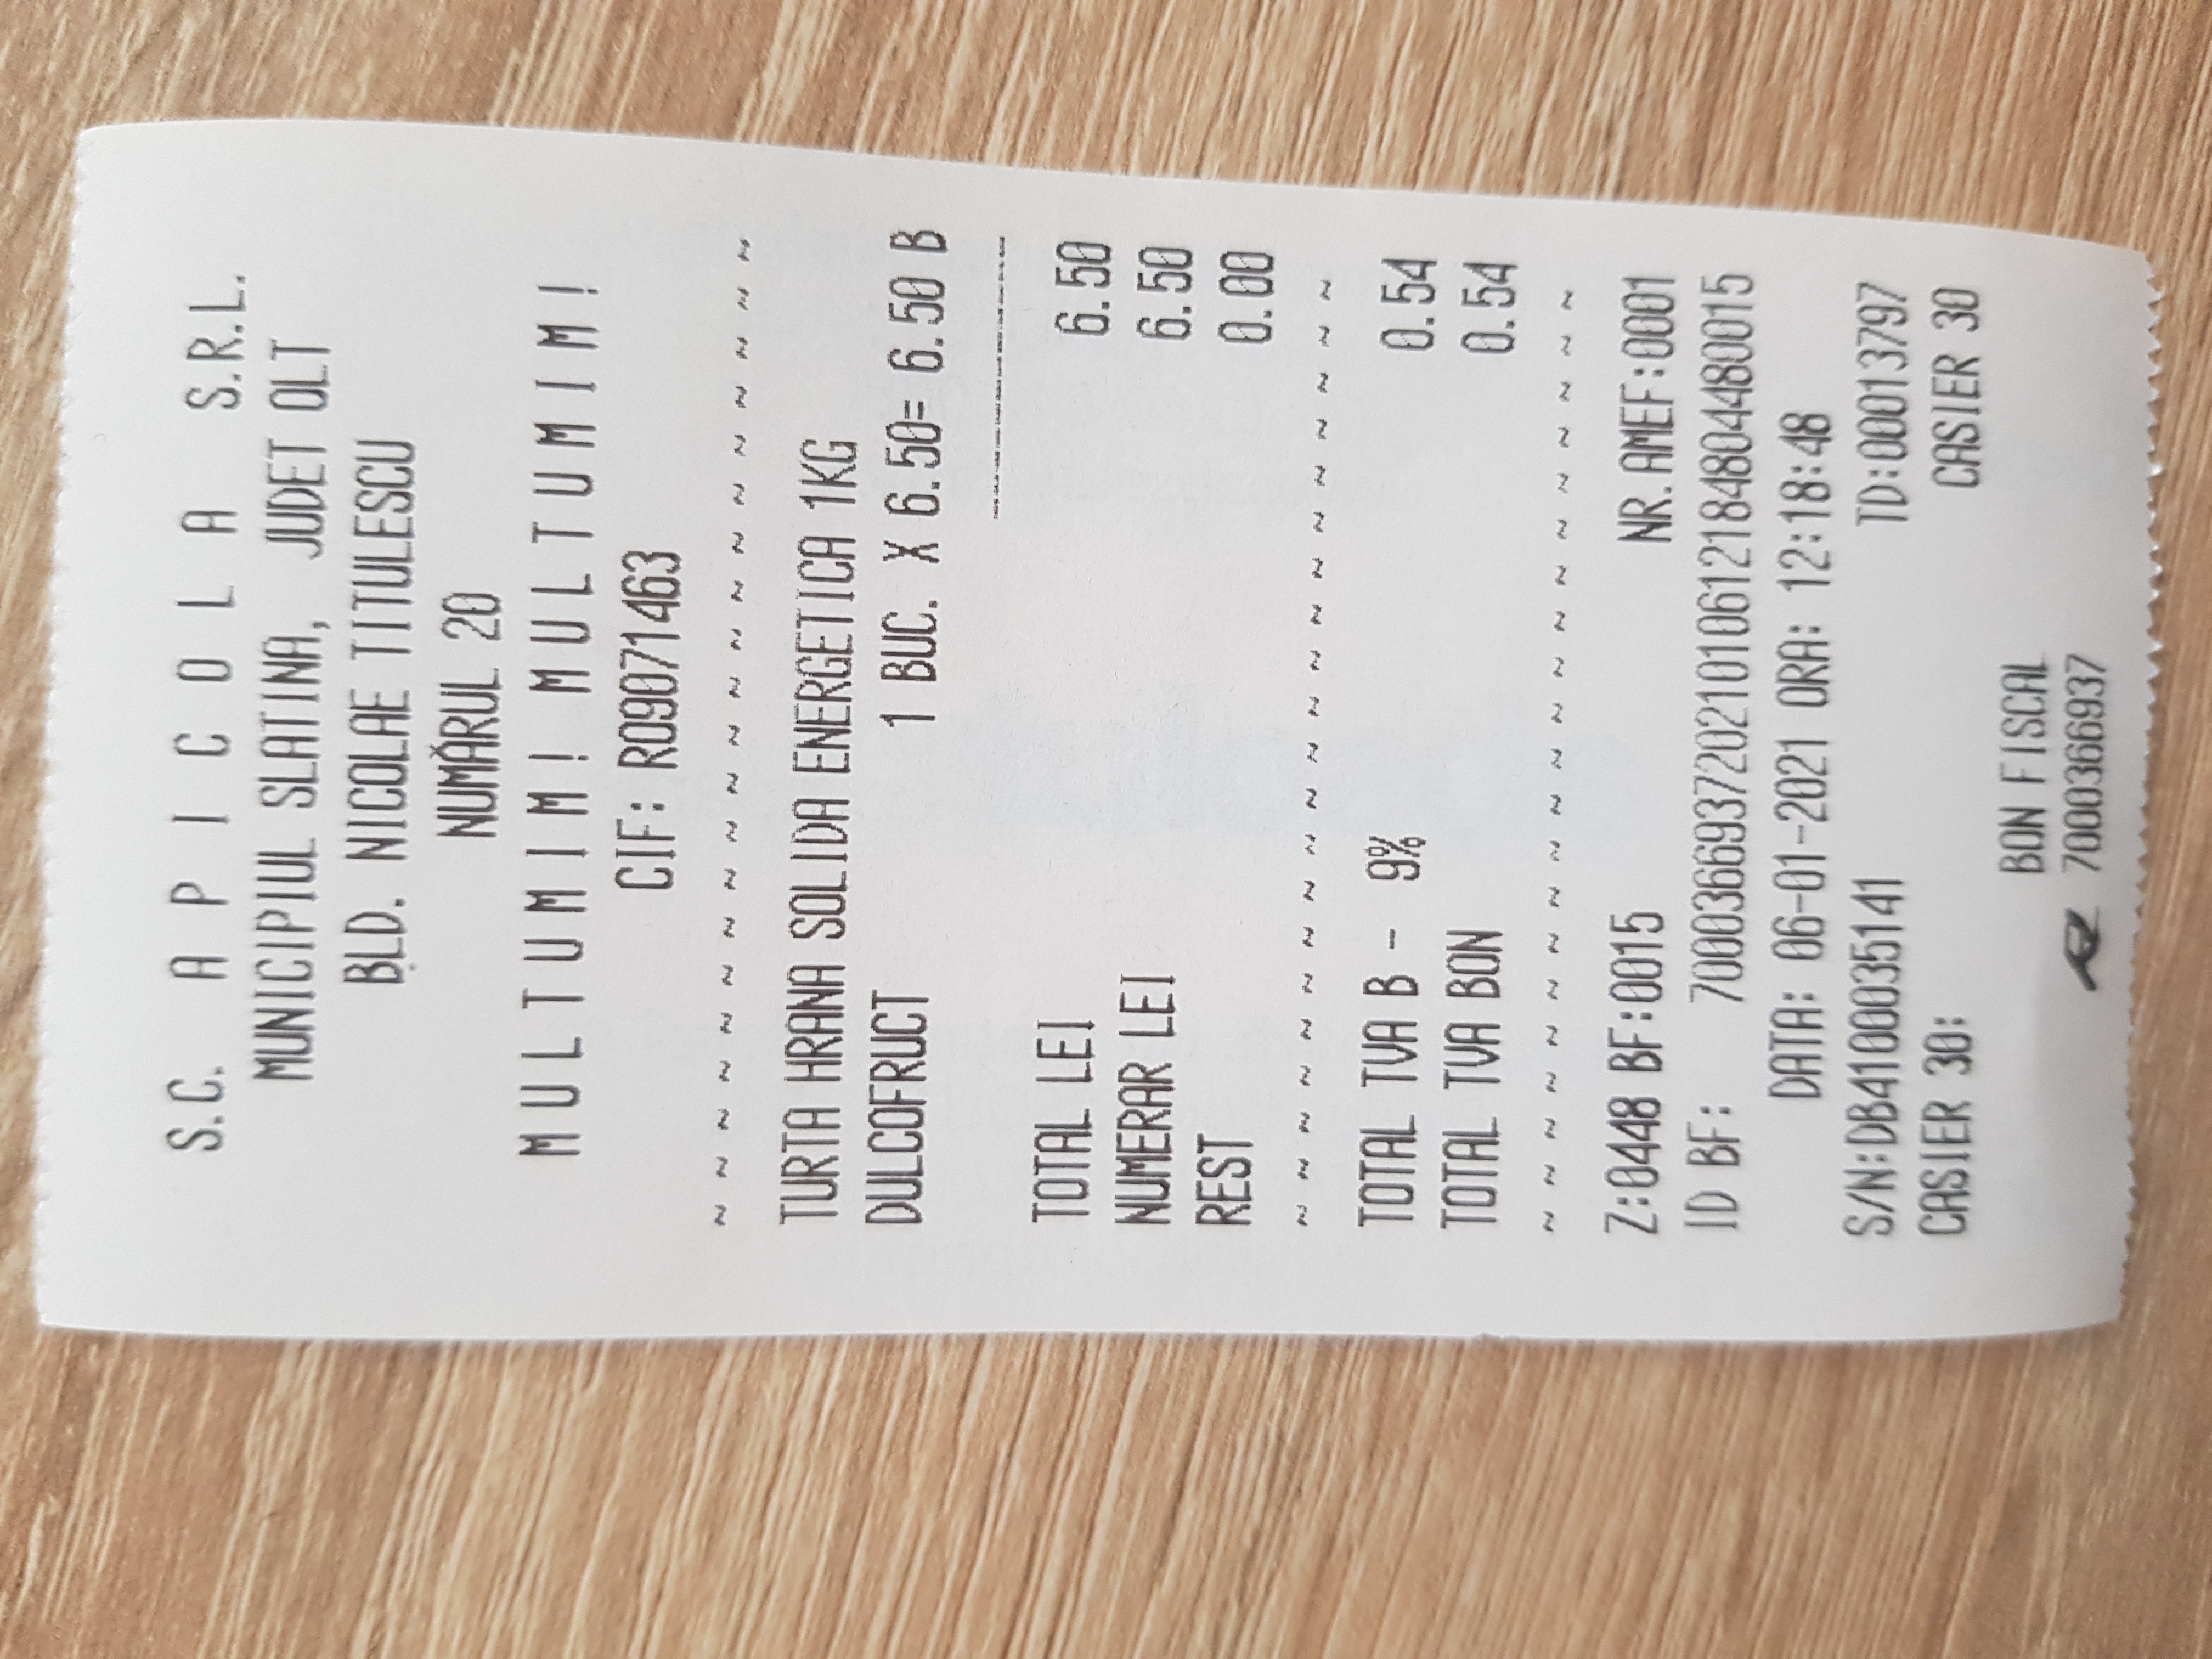 S.C. A P I C O L A S.R.L.
MUNICIPIUL SLATINA, JUDET OLT
BLD. NICOLAE TITULESCU
NUMĂRUL 20
M U L T U M I M ! M U L T U M I M !
CIF: RO9071463
~ ~ ~ ~ ~ ~ ~ ~ ~ ~ ~ ~ ~ ~ ~ ~ ~ ~ ~ ~ ~
TURTA HRANA SOLIDA ENERGETICA 1KG
DULCOFRUCT 1 BUC. X 6.50= 6.50 B
TOTAL LEI 6.50
NUMERAR LEI 6.50
REST 0.00
~ ~ ~ ~ ~ ~ ~ ~ ~ ~ ~ ~ ~ ~ ~ ~ ~ ~ ~ ~ ~
TOTAL TVA B - 9% 0.54
TOTAL TVA BON 0.54
~ ~ ~ ~ ~ ~ ~ ~ ~ ~ ~ ~ ~ ~ ~ ~ ~ ~ ~ ~ ~
Z:0448 BF:0015 NR.AMEF:0001
ID BF: 70003669372021010612184804480015
DATA: 06-01-2021 ORA: 12:18:48
S/N:DB4100035141 TD:00013797
CASIER 30: CASIER 30
BON FISCAL
7000366937